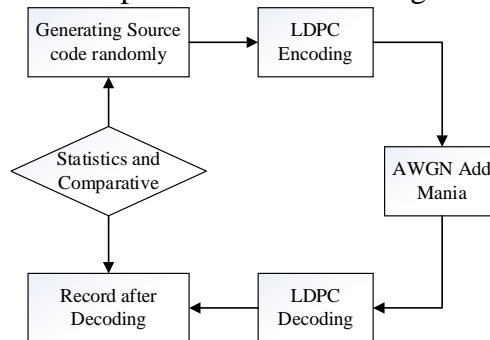 Generating Source
code randomly
LDPC
Encoding
Statistics and
Comparative
AWGN Add
Mania
Record after
Decoding
LDPC
Decoding